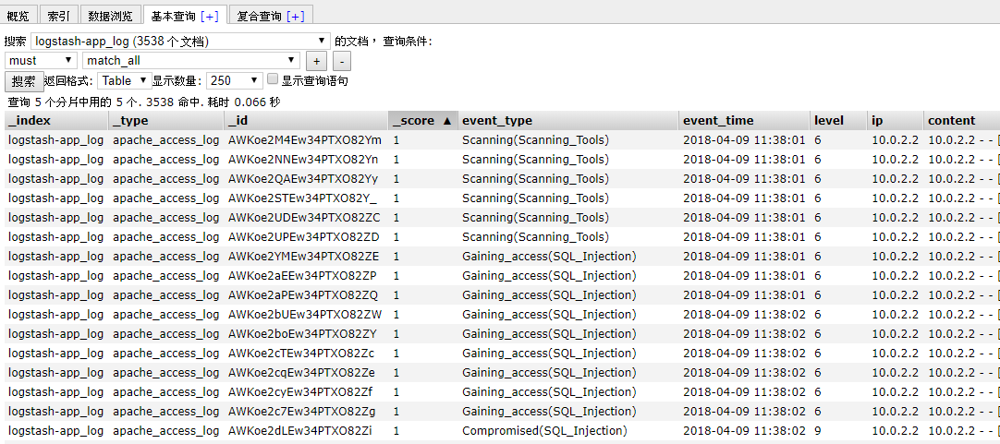 概览 索引 数据浏览 基本查询 [+] 复合查询 [+]
搜索 logstash-app_log (3538 个文档) 的文档, 查询条件:
must match_all + -
搜索 返回格式: Table 显示数量: 250 显示查询语句
查询 5 个分片中用的 5 个. 3538 命中. 耗时 0.066 秒
_index _type _id _score ▲ event_type event_time level ip content
logstash-app_log apache_access_log AWKoe2M4Ew34PTXO82Ym 1 Scanning(Scanning_Tools) 2018-04-09 11:38:01 6 10.0.2.2 10.0.2.2 - - [
logstash-app_log apache_access_log AWKoe2NNEw34PTXO82Yn 1 Scanning(Scanning_Tools) 2018-04-09 11:38:01 6 10.0.2.2 10.0.2.2 - - [
logstash-app_log apache_access_log AWKoe2QAEw34PTXO82Yy 1 Scanning(Scanning_Tools) 2018-04-09 11:38:01 6 10.0.2.2 10.0.2.2 - - [
logstash-app_log apache_access_log AWKoe2STEw34PTXO82Y_ 1 Scanning(Scanning_Tools) 2018-04-09 11:38:01 6 10.0.2.2 10.0.2.2 - - [
logstash-app_log apache_access_log AWKoe2UDEw34PTXO82ZC 1 Scanning(Scanning_Tools) 2018-04-09 11:38:01 6 10.0.2.2 10.0.2.2 - - [
logstash-app_log apache_access_log AWKoe2UPEw34PTXO82ZD 1 Scanning(Scanning_Tools) 2018-04-09 11:38:01 6 10.0.2.2 10.0.2.2 - - [
logstash-app_log apache_access_log AWKoe2YMEw34PTXO82ZE 1 Gaining_access(SQL_Injection) 2018-04-09 11:38:01 6 10.0.2.2 10.0.2.2 - - [
logstash-app_log apache_access_log AWKoe2aEEw34PTXO82ZP 1 Gaining_access(SQL_Injection) 2018-04-09 11:38:01 6 10.0.2.2 10.0.2.2 - - [
logstash-app_log apache_access_log AWKoe2aPEw34PTXO82ZQ 1 Gaining_access(SQL_Injection) 2018-04-09 11:38:01 6 10.0.2.2 10.0.2.2 - - [
logstash-app_log apache_access_log AWKoe2bUEw34PTXO82ZW 1 Gaining_access(SQL_Injection) 2018-04-09 11:38:02 6 10.0.2.2 10.0.2.2 - - [
logstash-app_log apache_access_log AWKoe2boEw34PTXO82ZY 1 Gaining_access(SQL_Injection) 2018-04-09 11:38:02 6 10.0.2.2 10.0.2.2 - - [
logstash-app_log apache_access_log AWKoe2cTEw34PTXO82Zc 1 Gaining_access(SQL_Injection) 2018-04-09 11:38:02 6 10.0.2.2 10.0.2.2 - - [
logstash-app_log apache_access_log AWKoe2cqEw34PTXO82Ze 1 Gaining_access(SQL_Injection) 2018-04-09 11:38:02 6 10.0.2.2 10.0.2.2 - - [
logstash-app_log apache_access_log AWKoe2cyEw34PTXO82Zf 1 Gaining_access(SQL_Injection) 2018-04-09 11:38:02 6 10.0.2.2 10.0.2.2 - - [
logstash-app_log apache_access_log AWKoe2c7Ew34PTXO82Zg 1 Gaining_access(SQL_Injection) 2018-04-09 11:38:02 6 10.0.2.2 10.0.2.2 - - [
logstash-app_log apache_access_log AWKoe2dLEw34PTXO82Zi 1 Compromised(SQL_Injection) 2018-04-09 11:38:02 9 10.0.2.2 10.0.2.2 - - [